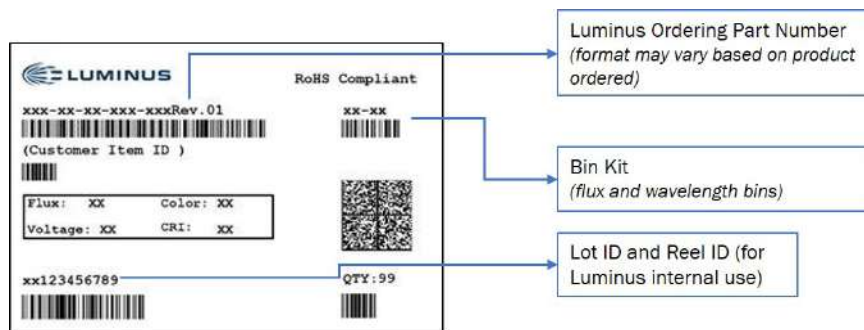 LUMINUS
RoHS Compliant
xxx-xx-xx-xxx-xxxRev.01
xx-xx
(Customer Item ID )
Flux: XX Color: XX
Voltage: XX CRI: XX
xx123456789
QTY:99
Luminus Ordering Part Number
(format may vary based on product
ordered)
Bin Kit
(flux and wavelength bins)
Lot ID and Reel ID (for
Luminus internal use)